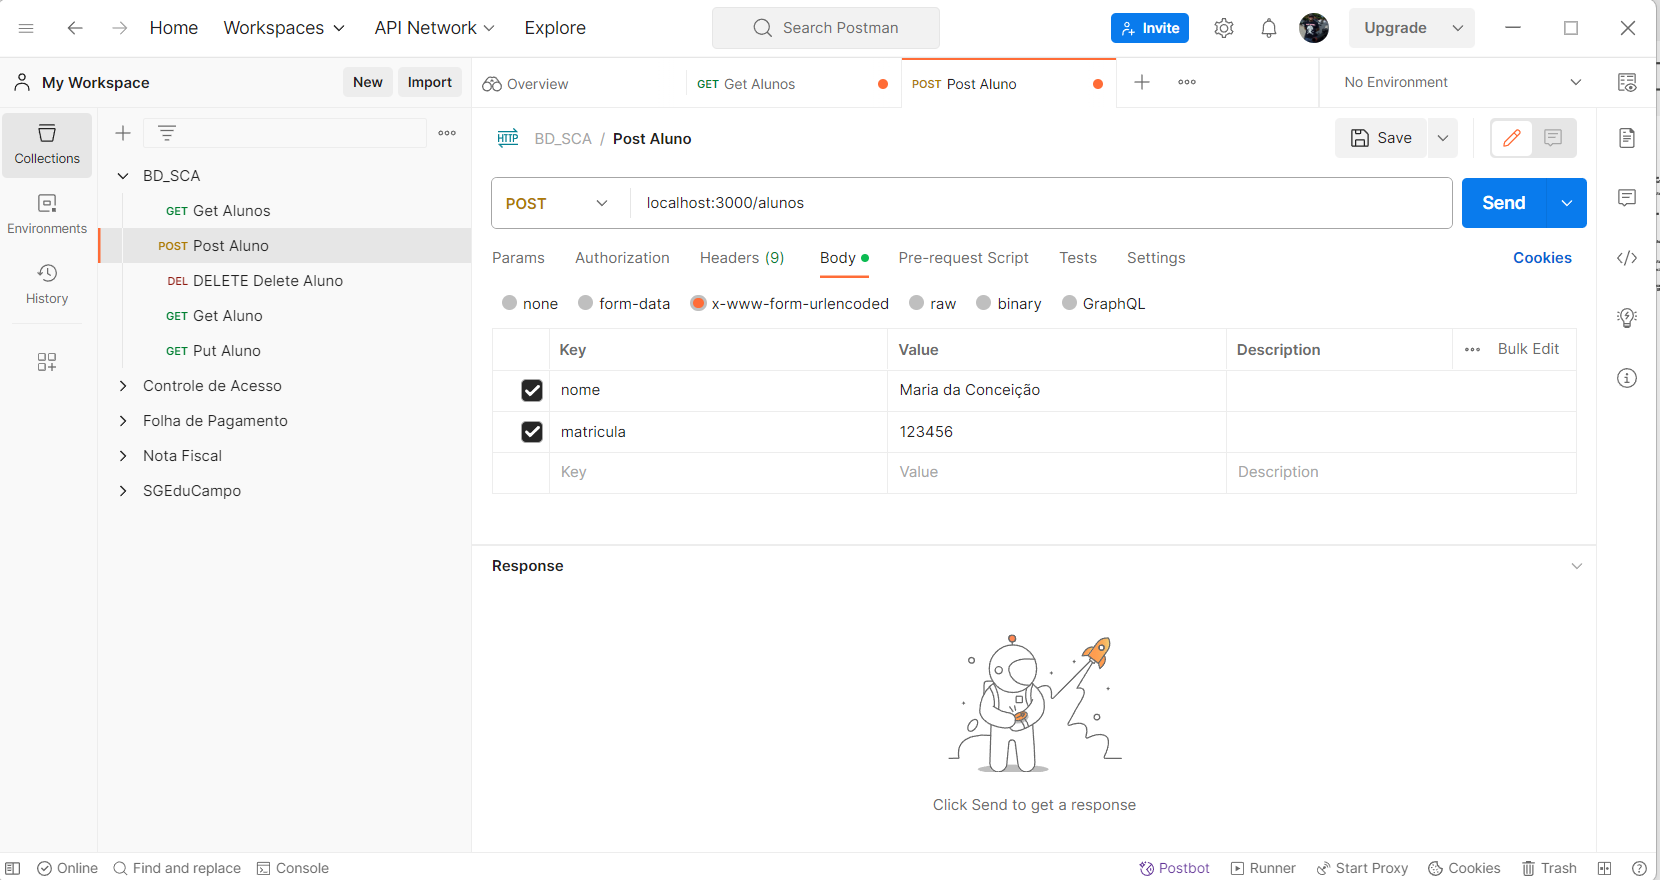 Home Workspaces API Network Explore Search Postman Invite Upgrade
My Workspace New Import Overview GET Get Alunos POST Post Aluno No Environment
Collections
Environments
History
BD_SCA
GET Get Alunos
POST Post Aluno
DEL DELETE Delete Aluno
GET Get Aluno
GET Put Aluno
Controle de Acesso
Folha de Pagamento
Nota Fiscal
SGEduCampo
HTTP BD_SCA / Post Aluno Save
POST localhost:3000/alunos Send
Params Authorization Headers (9) Body Pre-request Script Tests Settings Cookies
none form-data x-www-form-urlencoded raw binary GraphQL
Key Value Description Bulk Edit
nome Maria da Conceição
matricula 123456
Key Value Description
Response
Click Send to get a response
Online Find and replace Console Postbot Runner Start Proxy Cookies Trash